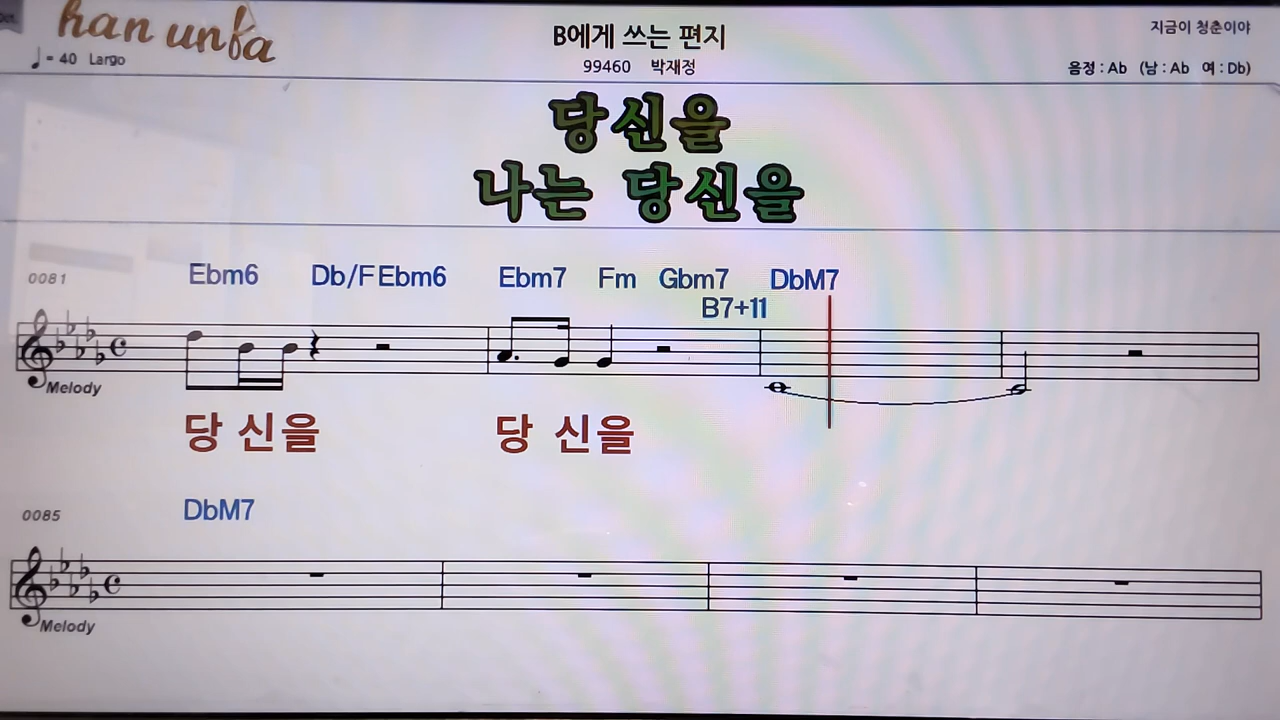 han unfa
♩= 40 Largo
B에게 쓰는 편지
99460 박재정
지금이 청춘이야
음정 : Ab (남 : Ab 여 : Db)
당신을
나는 당신을
0081
Ebm6 Db/F Ebm6 Ebm7 Fm Gbm7 DbM7
B7+11
Melody
당 신을 당 신을
0085
DbM7
Melody